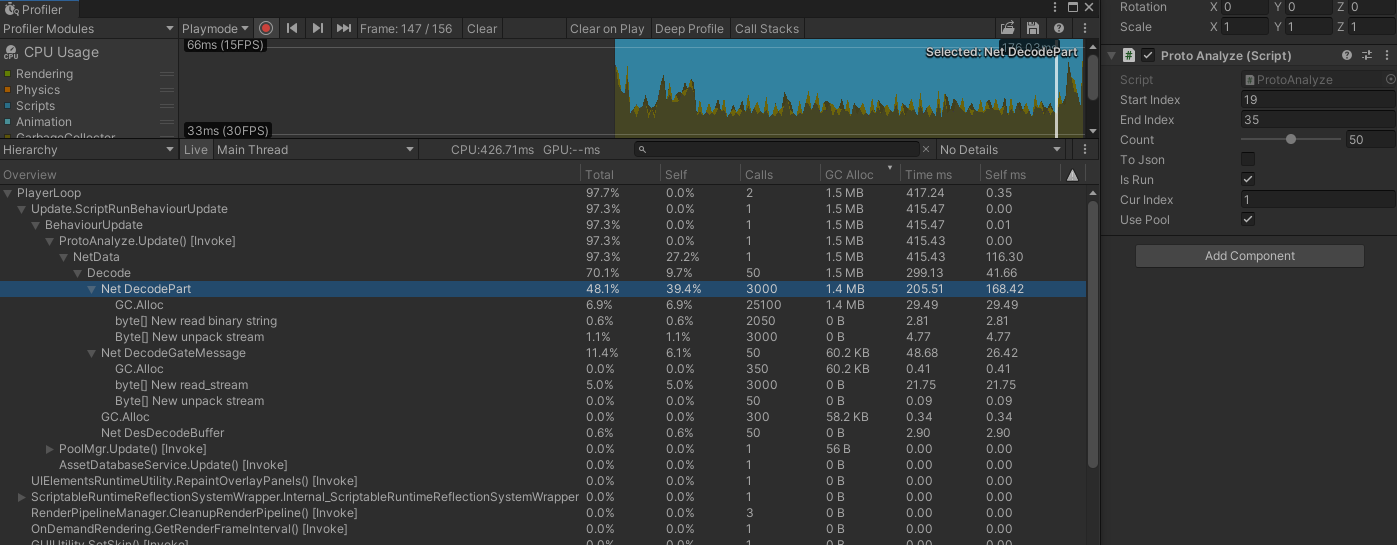 Profiler
Profiler Modules Playmode Frame: 147 / 156 Clear Clear on Play Deep Profile Call Stacks
CPU Usage
CPU
Rendering
Physics
Scripts
Animation
GarbageCollector
66ms (15FPS)
Selected: Net DecodePart
33ms (30FPS)
Hierarchy Live Main Thread CPU:426.71ms GPU:--ms No Details
Overview Total Self Calls GC Alloc Time ms Self ms
PlayerLoop 97.7% 0.0% 2 1.5 MB 417.24 0.35
Update.ScriptRunBehaviourUpdate 97.3% 0.0% 1 1.5 MB 415.47 0.00
BehaviourUpdate 97.3% 0.0% 1 1.5 MB 415.47 0.01
ProtoAnalyze.Update() [Invoke] 97.3% 0.0% 1 1.5 MB 415.43 0.00
NetData 97.3% 27.2% 1 1.5 MB 415.43 116.30
Decode 70.1% 9.7% 50 1.5 MB 299.13 41.66
Net DecodePart 48.1% 39.4% 3000 1.4 MB 205.51 168.42
GC.Alloc 6.9% 6.9% 25100 1.4 MB 29.49 29.49
byte[] New read binary string 0.6% 0.6% 2050 0 B 2.81 2.81
Byte[] New unpack stream 1.1% 1.1% 3000 0 B 4.77 4.77
Net DecodeGateMessage 11.4% 6.1% 50 60.2 KB 48.68 26.42
GC.Alloc 0.0% 0.0% 350 60.2 KB 0.41 0.41
byte[] New read_stream 5.0% 5.0% 3000 0 B 21.75 21.75
Byte[] New unpack stream 0.0% 0.0% 50 0 B 0.09 0.09
GC.Alloc 0.0% 0.0% 300 58.2 KB 0.34 0.34
Net DesDecodeBuffer 0.6% 0.6% 50 0 B 2.90 2.90
PoolMgr.Update() [Invoke] 0.0% 0.0% 1 56 B 0.00 0.00
AssetDatabaseService.Update() [Invoke] 0.0% 0.0% 1 0 B 0.00 0.00
UIElementsRuntimeUtility.RepaintOverlayPanels() [Invoke] 0.0% 0.0% 1 0 B 0.00 0.00
ScriptableRuntimeReflectionSystemWrapper.Internal_ScriptableRuntimeReflectionSystemWrapper 0.0% 0.0% 1 0 B 0.00 0.00
RenderPipelineManager.CleanupRenderPipeline() [Invoke] 0.0% 0.0% 3 0 B 0.00 0.00
OnDemandRendering.GetRenderFrameInterval() [Invoke] 0.0% 0.0% 1 0 B 0.00 0.00
GUIUtility.SetSkin() [Invoke] 0.0% 0.0% 1 0 B 0.00 0.00
Rotation X 0 Y 0 Z 0
Scale X 1 Y 1 Z 1
# Proto Analyze (Script)
Script ProtoAnalyze
Start Index 19
End Index 35
Count 50
To Json
Is Run
Cur Index 1
Use Pool
Add Component